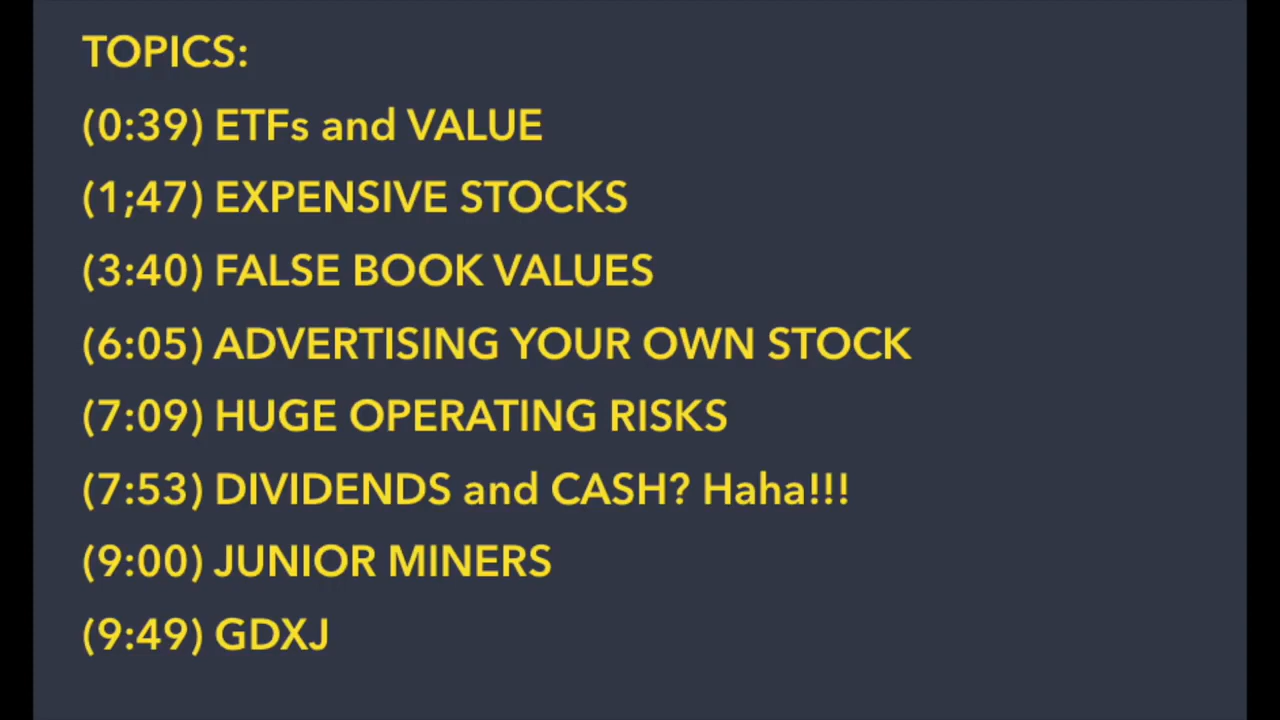 TOPICS:
(0:39) ETFs and VALUE
(1;47) EXPENSIVE STOCKS
(3:40) FALSE BOOK VALUES
(6:05) ADVERTISING YOUR OWN STOCK
(7:09) HUGE OPERATING RISKS
(7:53) DIVIDENDS and CASH? Haha!!!
(9:00) JUNIOR MINERS
(9:49) GDXJ